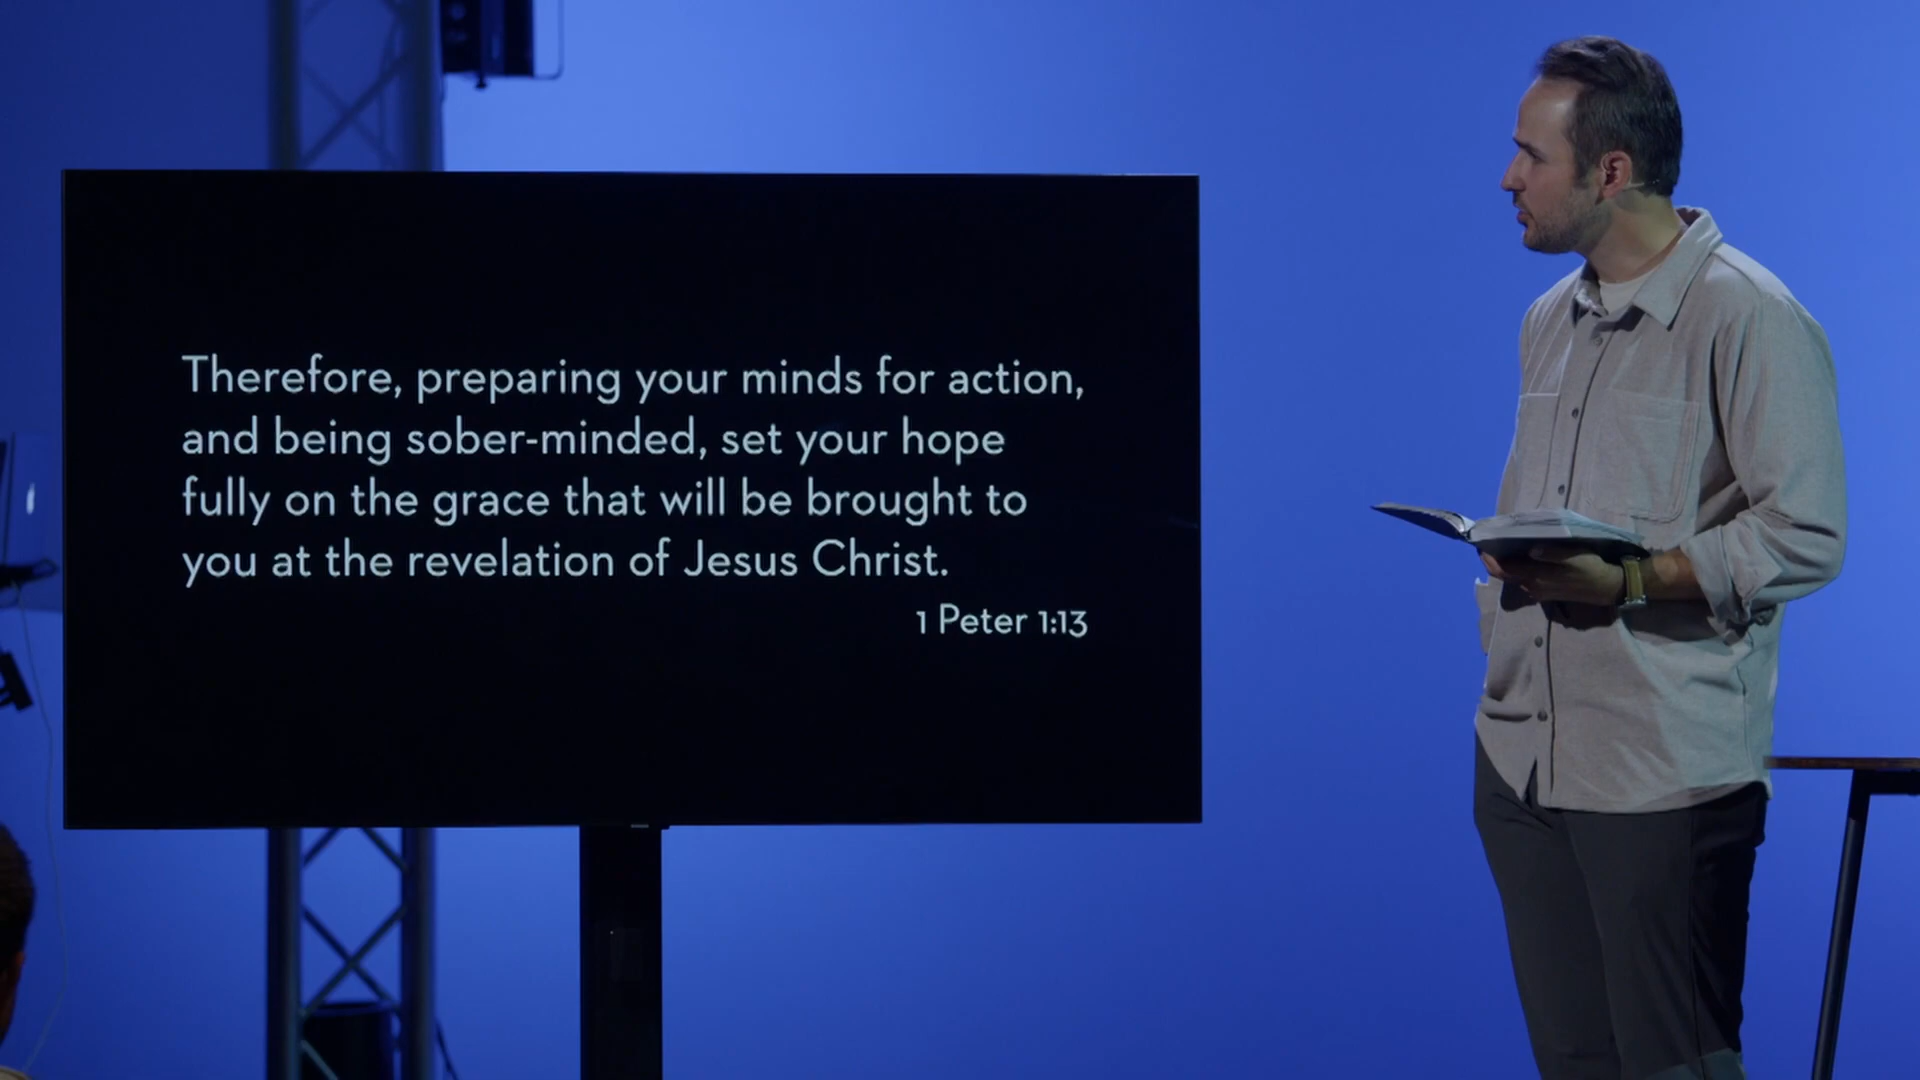 Therefore, preparing your minds for action,
and being sober-minded, set your hope
fully on the grace that will be brought to
you at the revelation of Jesus Christ.
1 Peter 1:13